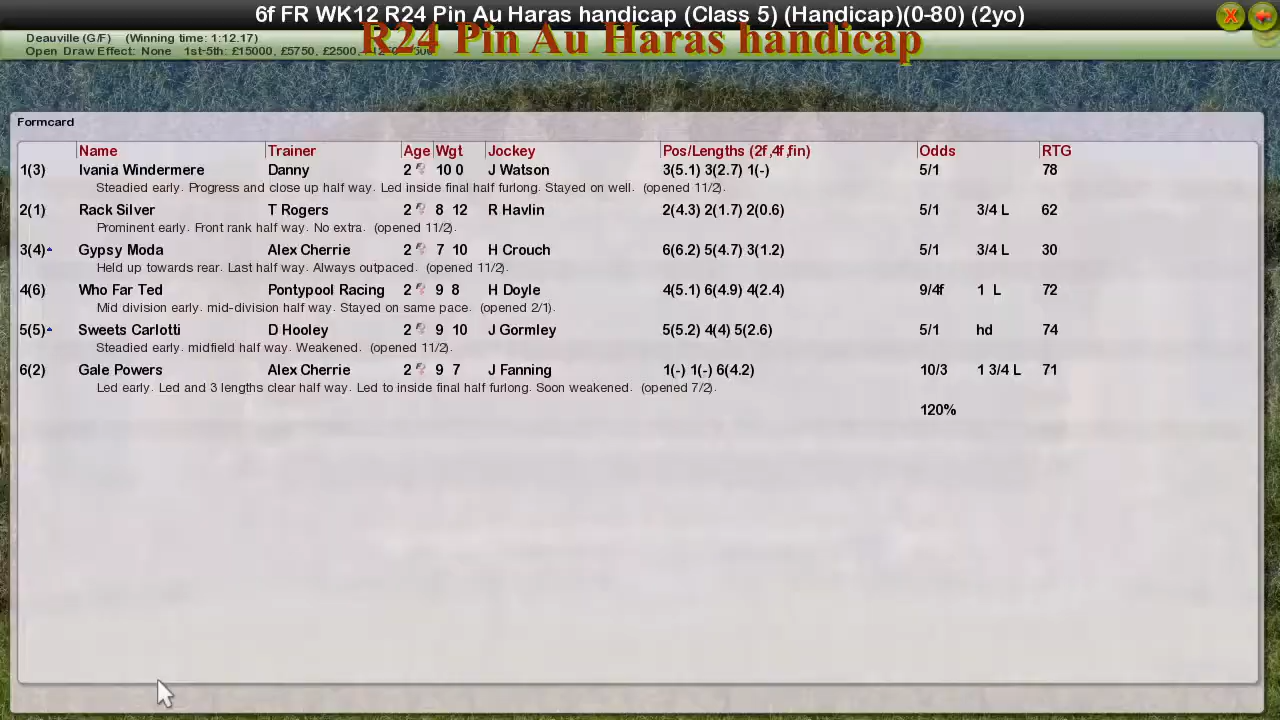 6f FR WK12 R24 Pin Au Haras handicap (Class 5) (Handicap)(0-80) (2yo)
R24 Pin Au Haras handicap
Deauville (G/F) (Winning time: 1:12.17)
Open Draw Effect: None 1st-5th: £15000, £5750, £2500,
Formcard
Name Trainer Age Wgt Jockey Pos/Lengths (2f,4f,fin) Odds RTG
1(3) Ivania Windermere Danny 2 10 0 J Watson 3(5.1) 3(2.7) 1(-) 5/1 78
Steadied early. Progress and close up half way. Led inside final half furlong. Stayed on well. (opened 11/2).
2(1) Rack Silver T Rogers 2 8 12 R Havlin 2(4.3) 2(1.7) 2(0.6) 5/1 3/4 L 62
Prominent early. Front rank half way. No extra. (opened 11/2).
3(4) Gypsy Moda Alex Cherrie 2 7 10 H Crouch 6(6.2) 5(4.7) 3(1.2) 5/1 3/4 L 30
Held up towards rear. Last half way. Always outpaced. (opened 11/2).
4(6) Who Far Ted Pontypool Racing 2 9 8 H Doyle 4(5.1) 6(4.9) 4(2.4) 9/4f 1 L 72
Mid division early. mid-division half way. Stayed on same pace. (opened 2/1).
5(5) Sweets Carlotti D Hooley 2 9 10 J Gormley 5(5.2) 4(4) 5(2.6) 5/1 hd 74
Steadied early. midfield half way. Weakened. (opened 11/2).
6(2) Gale Powers Alex Cherrie 2 9 7 J Fanning 1(-) 1(-) 6(4.2) 10/3 1 3/4 L 71
Led early. Led and 3 lengths clear half way. Led to inside final half furlong. Soon weakened. (opened 7/2).
120%